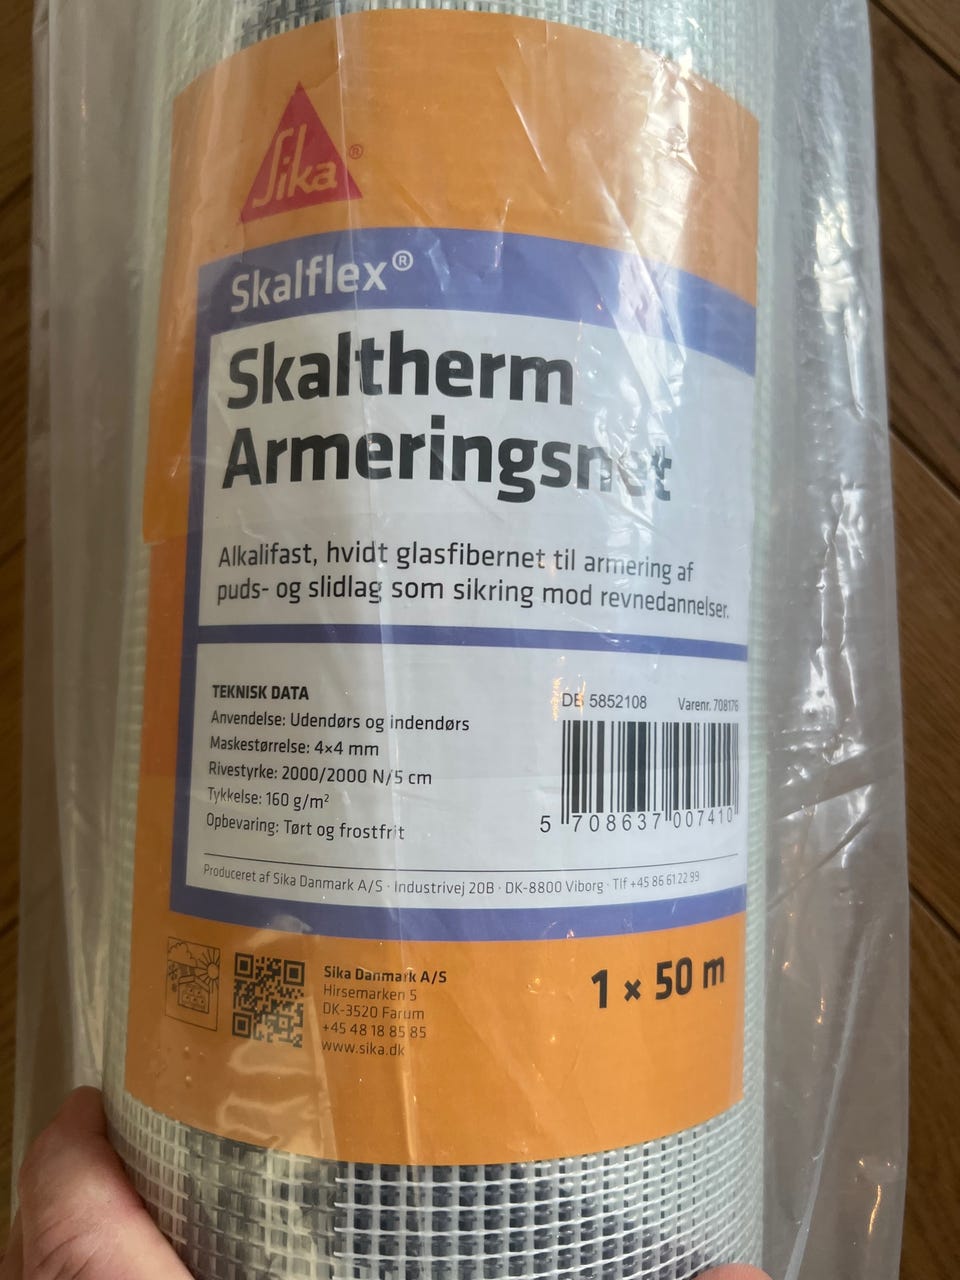 Sika®
Skalflex®
Skaltherm
Armeringsnet
Alkalifast, hvidt glasfibernet til armering af
puds- og slidlag som sikring mod revnedannelser.
TEKNISK DATA
Anvendelse: Udendørs og indendørs
Maskestørrelse: 4×4 mm
Rivestyrke: 2000/2000 N/5 cm
Tykkelse: 160 g/m²
Opbevaring: Tørt og frostfrit
DB 5852108 Varenr. 708176
5 708637 007410
Produceret af Sika Danmark A/S · Industrivej 20B · DK-8800 Viborg · Tlf +45 86 61 22 99
Sika Danmark A/S
Hirsemarken 5
DK-3520 Farum
+45 48 18 85 85
www.sika.dk
1 × 50 m